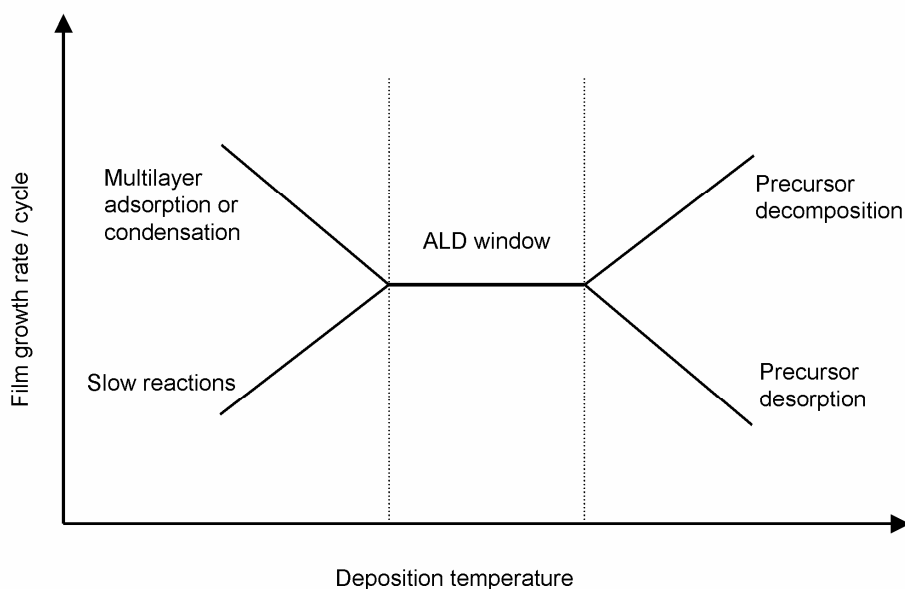 Film growth rate / cycle
Multilayer
adsorption or
condensation
Slow reactions
ALD window
Precursor
decomposition
Precursor
desorption
Deposition temperature